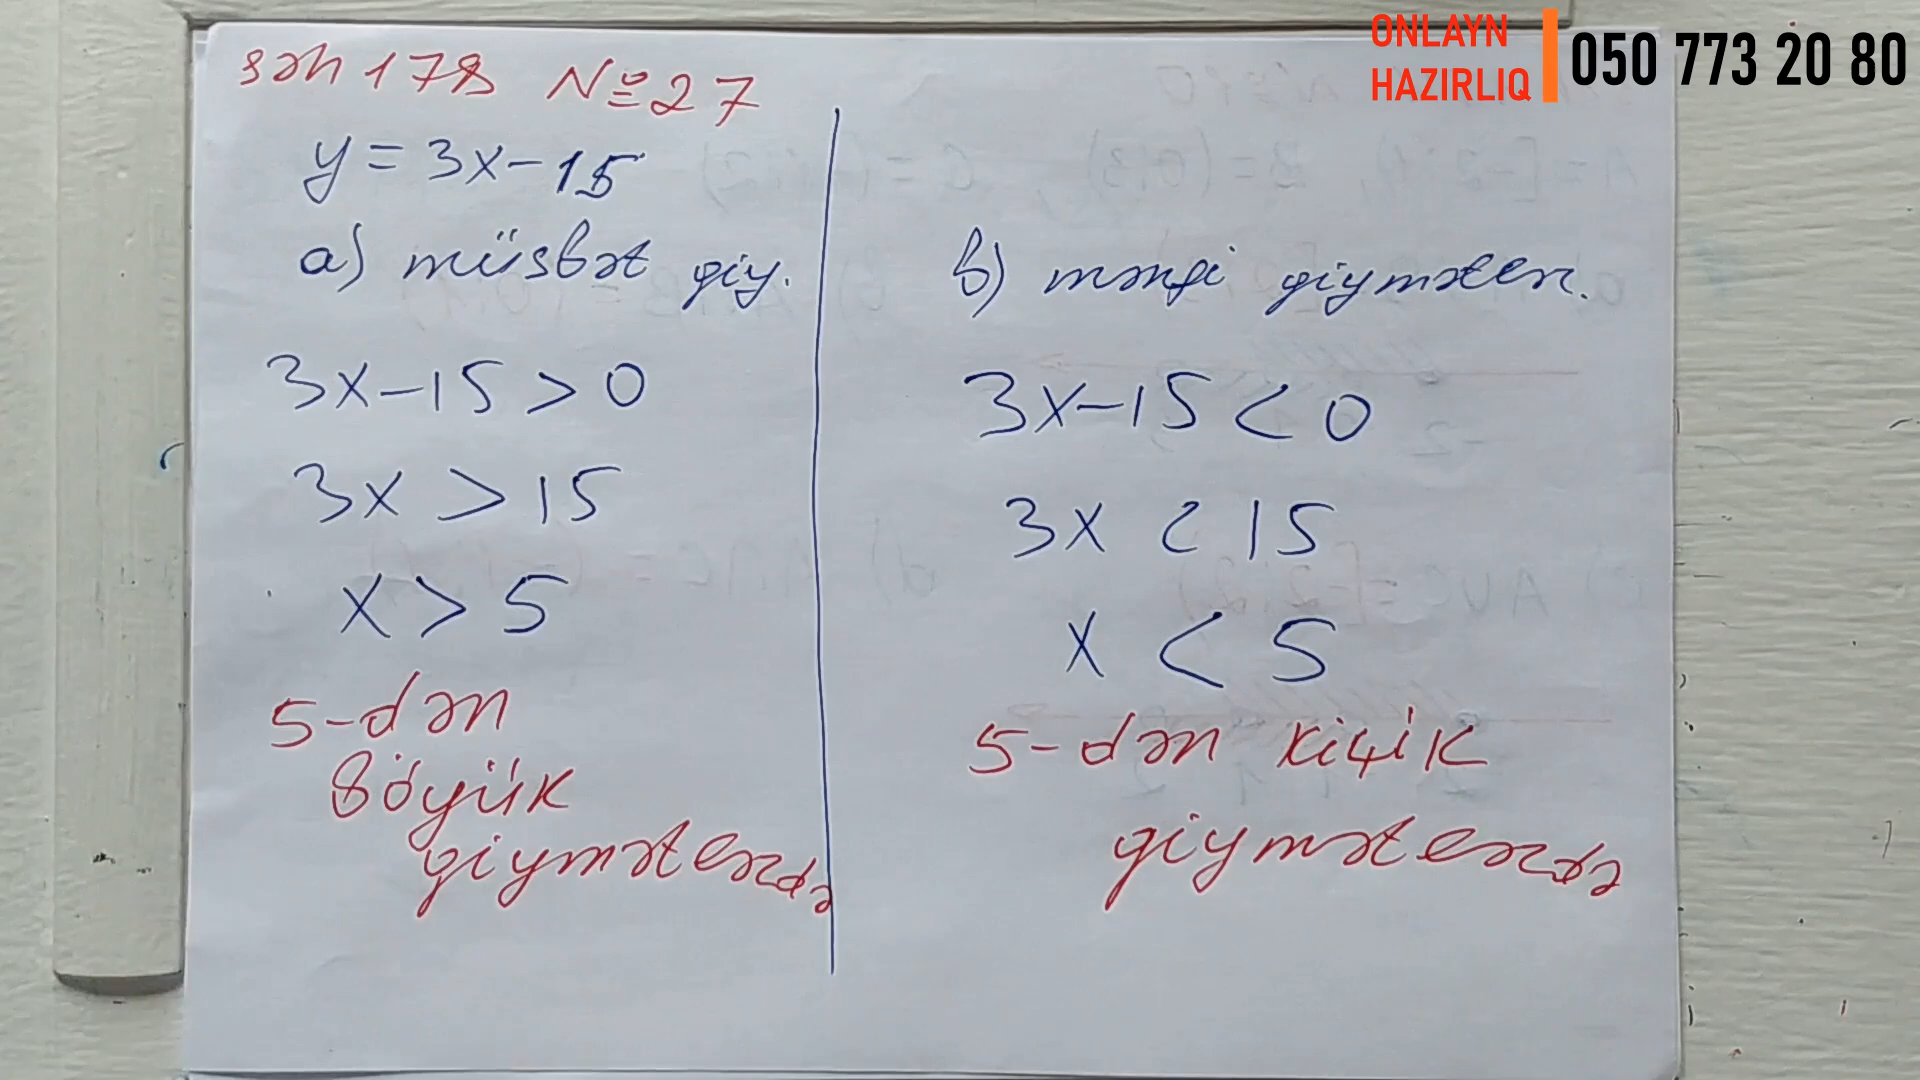 ONLAYN
HAZIRLIQ
050 773 20 80
səh 178 №27
y = 3x - 15
a) müsbət qiy.
3x-15 > 0
3x > 15
x > 5
5-dən
böyük
qiymətlərdə
b) mənfi qiymətlər.
3x-15 < 0
3x < 15
x < 5
5-dən kiçik
qiymətlərdə